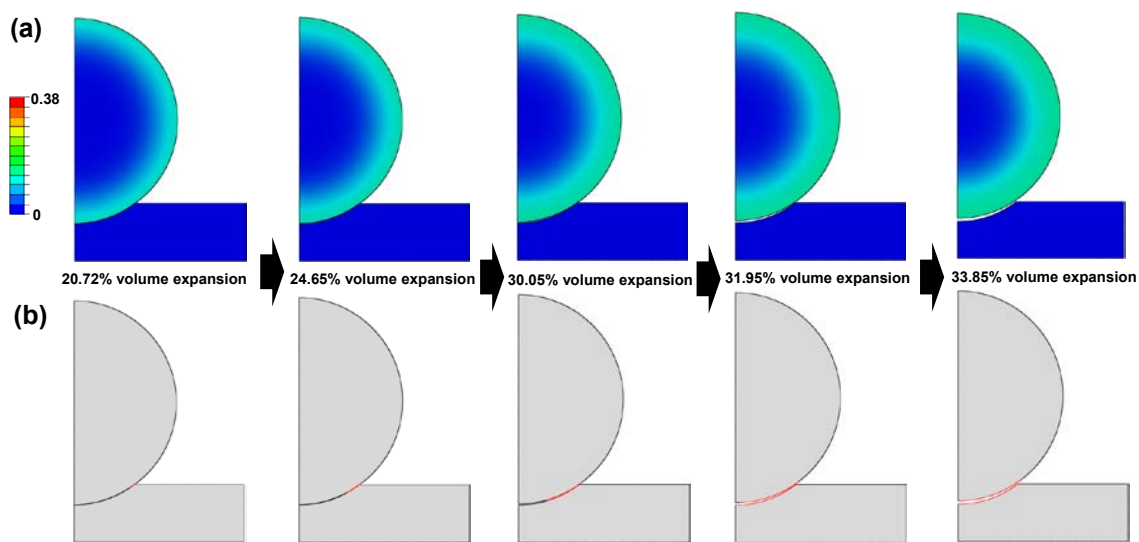 (a)
0.38
0
20.72% volume expansion
24.65% volume expansion
30.05% volume expansion
31.95% volume expansion
33.85% volume expansion
(b)